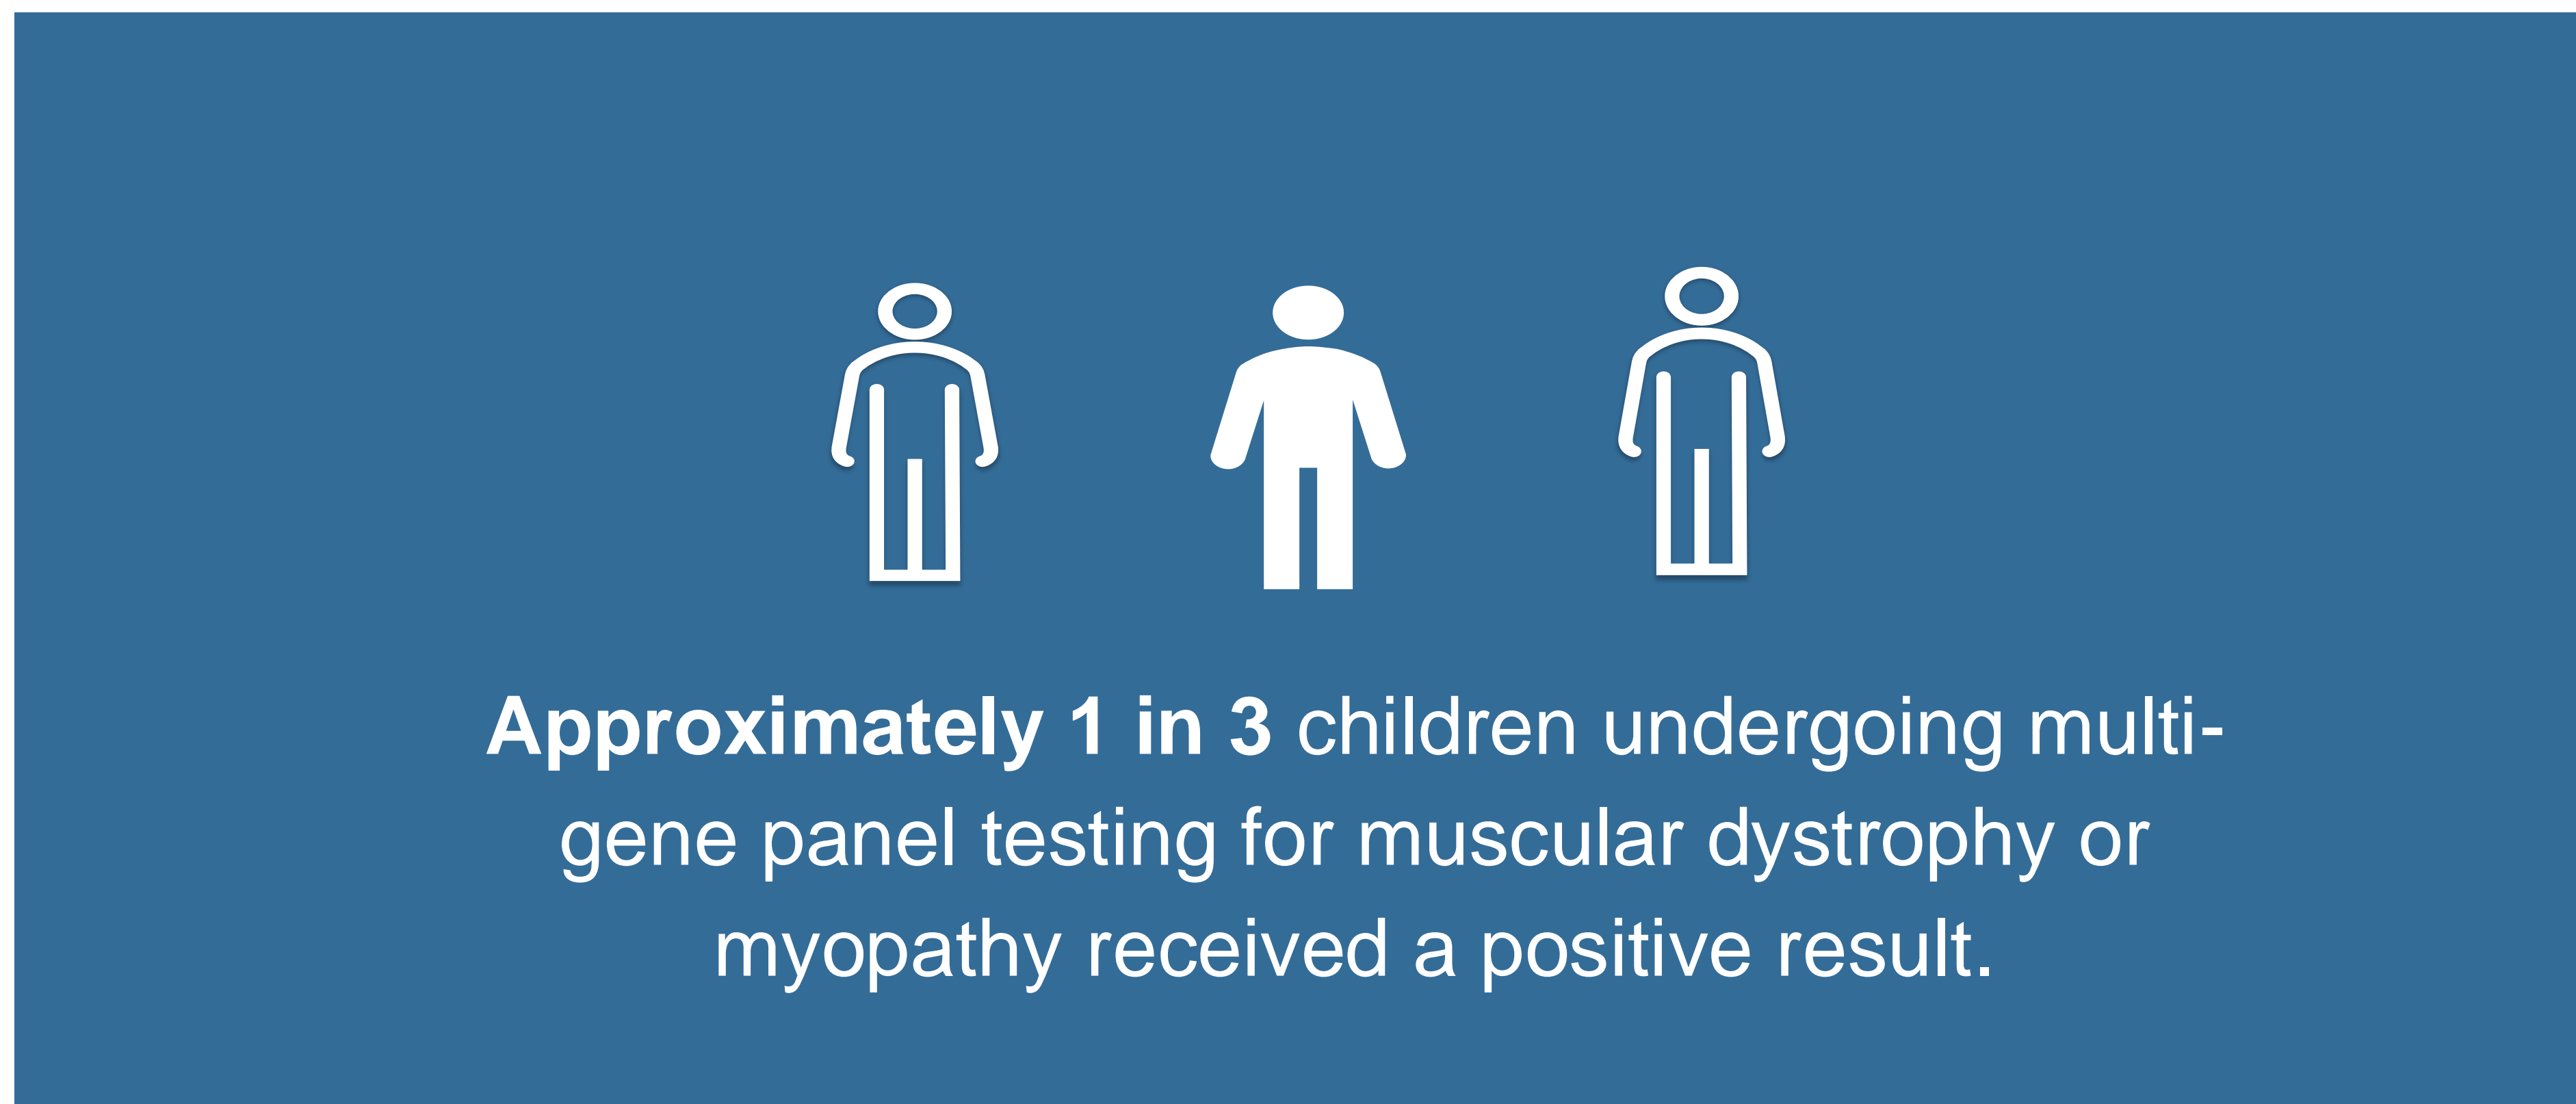 Approximately 1 in 3 children undergoing multi-
gene panel testing for muscular dystrophy or
myopathy received a positive result.